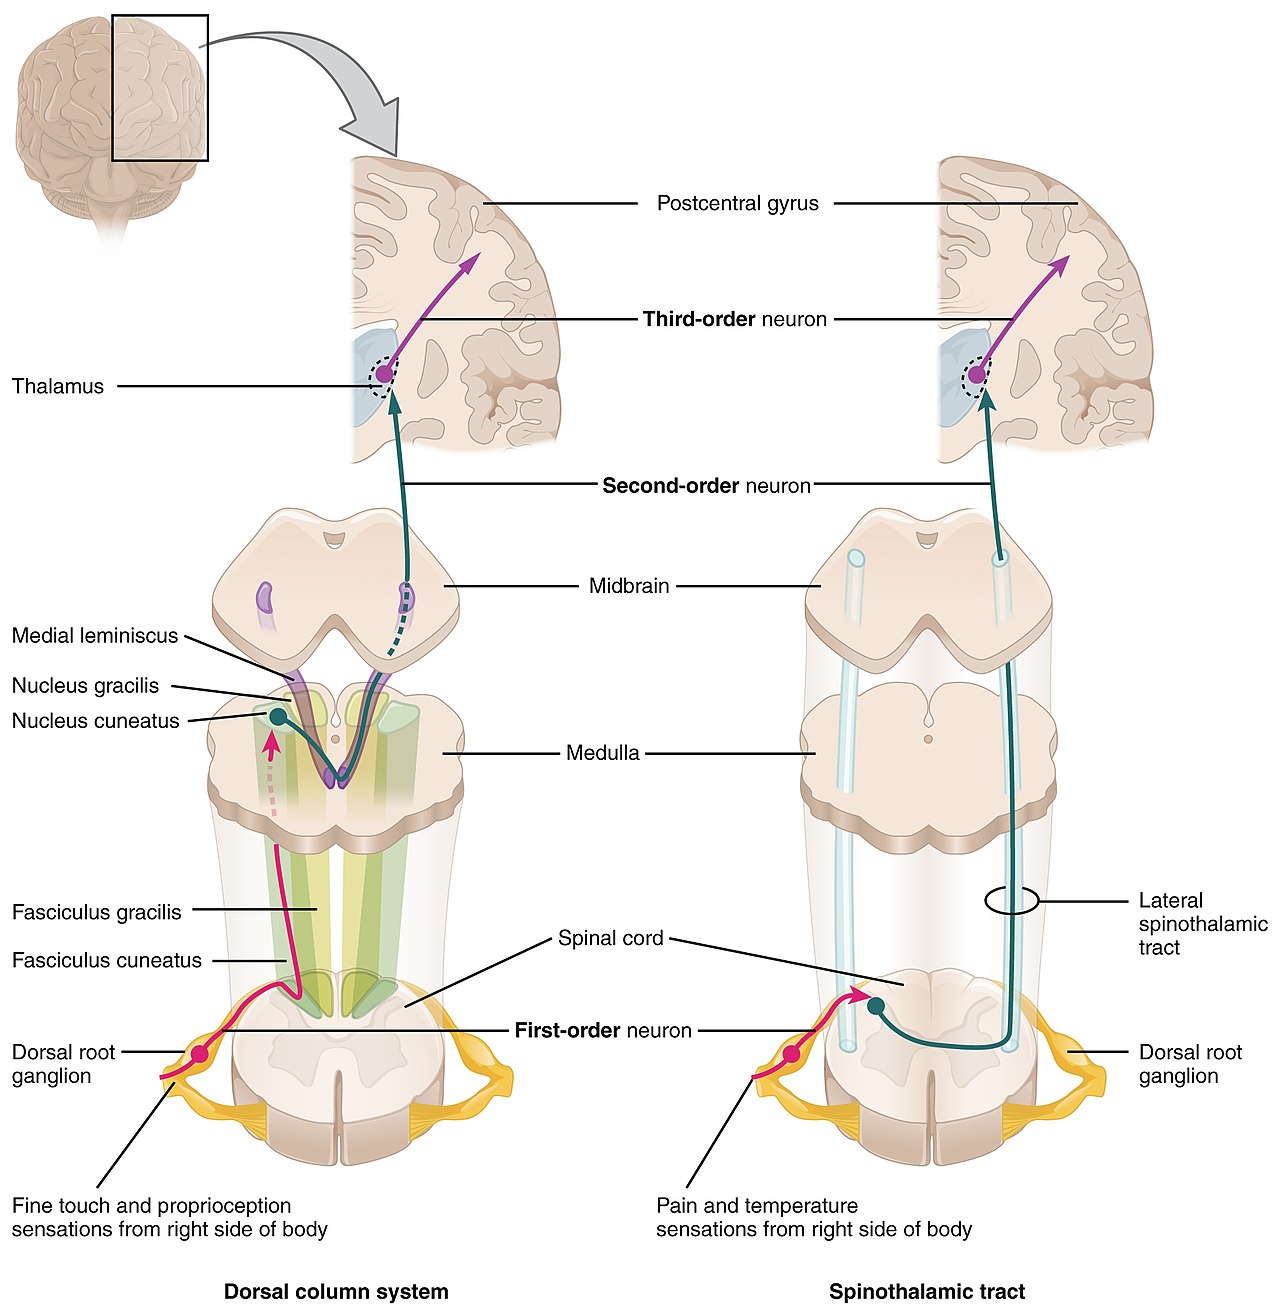 Postcentral gyrus
Third-order neuron
Thalamus
Second-order neuron
Midbrain
Medial leminiscus
Nucleus gracilis
Nucleus cuneatus
Medulla
Fasciculus gracilis
Lateral
spinothalamic
tract
Spinal cord
Fasciculus cuneatus
First-order neuron
Dorsal root
ganglion
Dorsal root
ganglion
Fine touch and proprioception
sensations from right side of body
Pain and temperature
sensations from right side of body
Dorsal column system
Spinothalamic tract